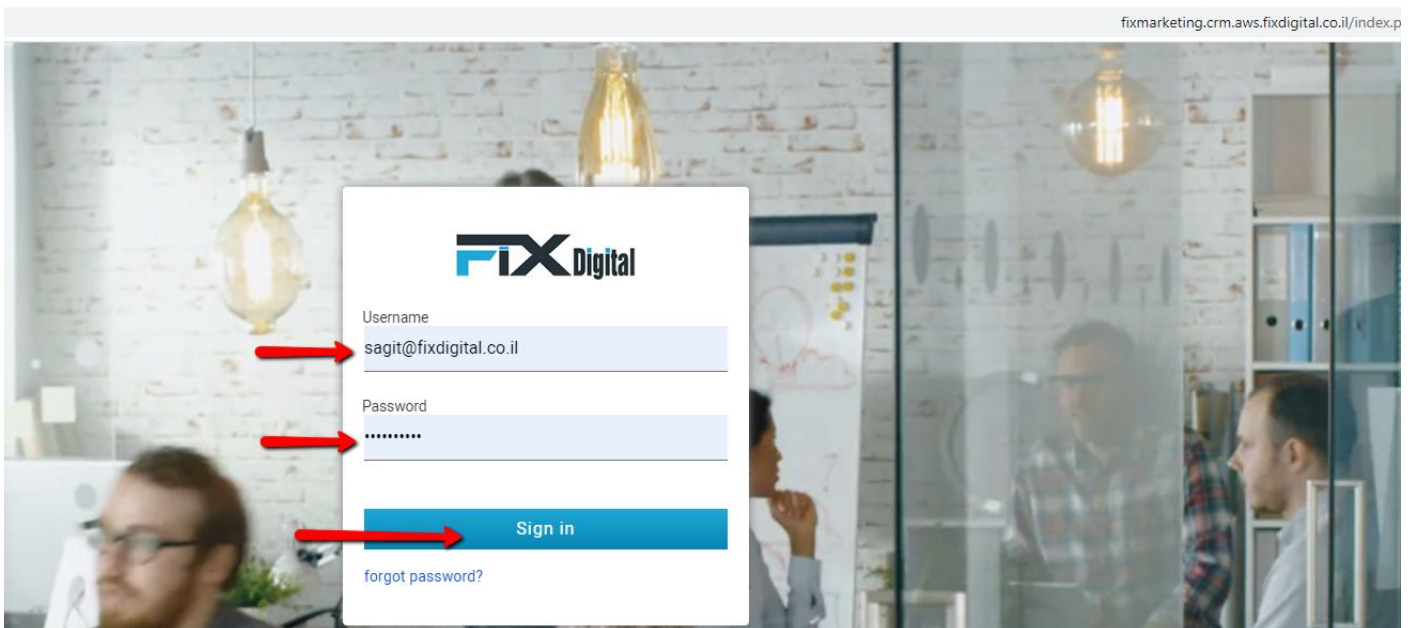 fixmarketing.crm.aws.fixdigital.co.il/index.p
FiX Digital
Username
sagit@fixdigital.co.il
Password
••••••••••
Sign in
forgot password?